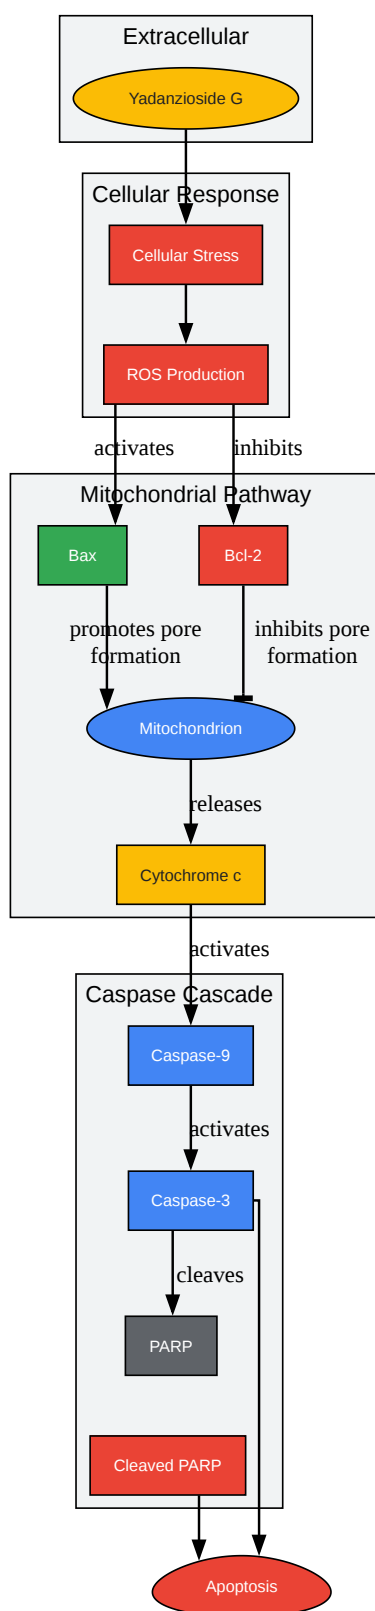 Extracellular
Yadanzioside G
Cellular Response
Cellular Stress
ROS Production
activates
inhibits
Mitochondrial Pathway
Bax
Bcl-2
promotes pore
formation
inhibits pore
formation
Mitochondrion
releases
Cytochrome c
activates
Caspase Cascade
Caspase-9
activates
Caspase-3
cleaves
PARP
Cleaved PARP
Apoptosis